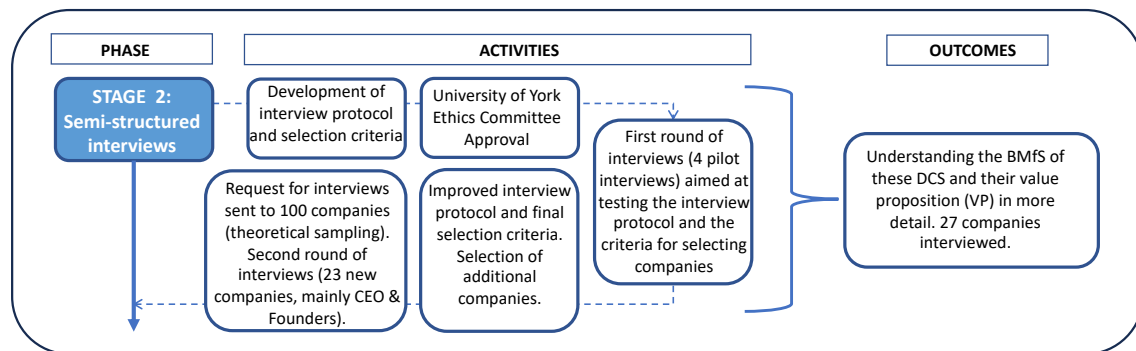 PHASE
ACTIVITIES
OUTCOMES
STAGE 2:
Semi-structured
interviews
Development of
interview protocol
and selection criteria
University of York
Ethics Committee
Approval
First round of
interviews (4 pilot
interviews) aimed at
testing the interview
protocol and the
criteria for selecting
companies
Request for interviews
sent to 100 companies
(theoretical sampling).
Second round of
interviews (23 new
companies, mainly CEO &
Founders).
Improved interview
protocol and final
selection criteria.
Selection of
additional
companies.
Understanding the BMfS of
these DCS and their value
proposition (VP) in more
detail. 27 companies
interviewed.